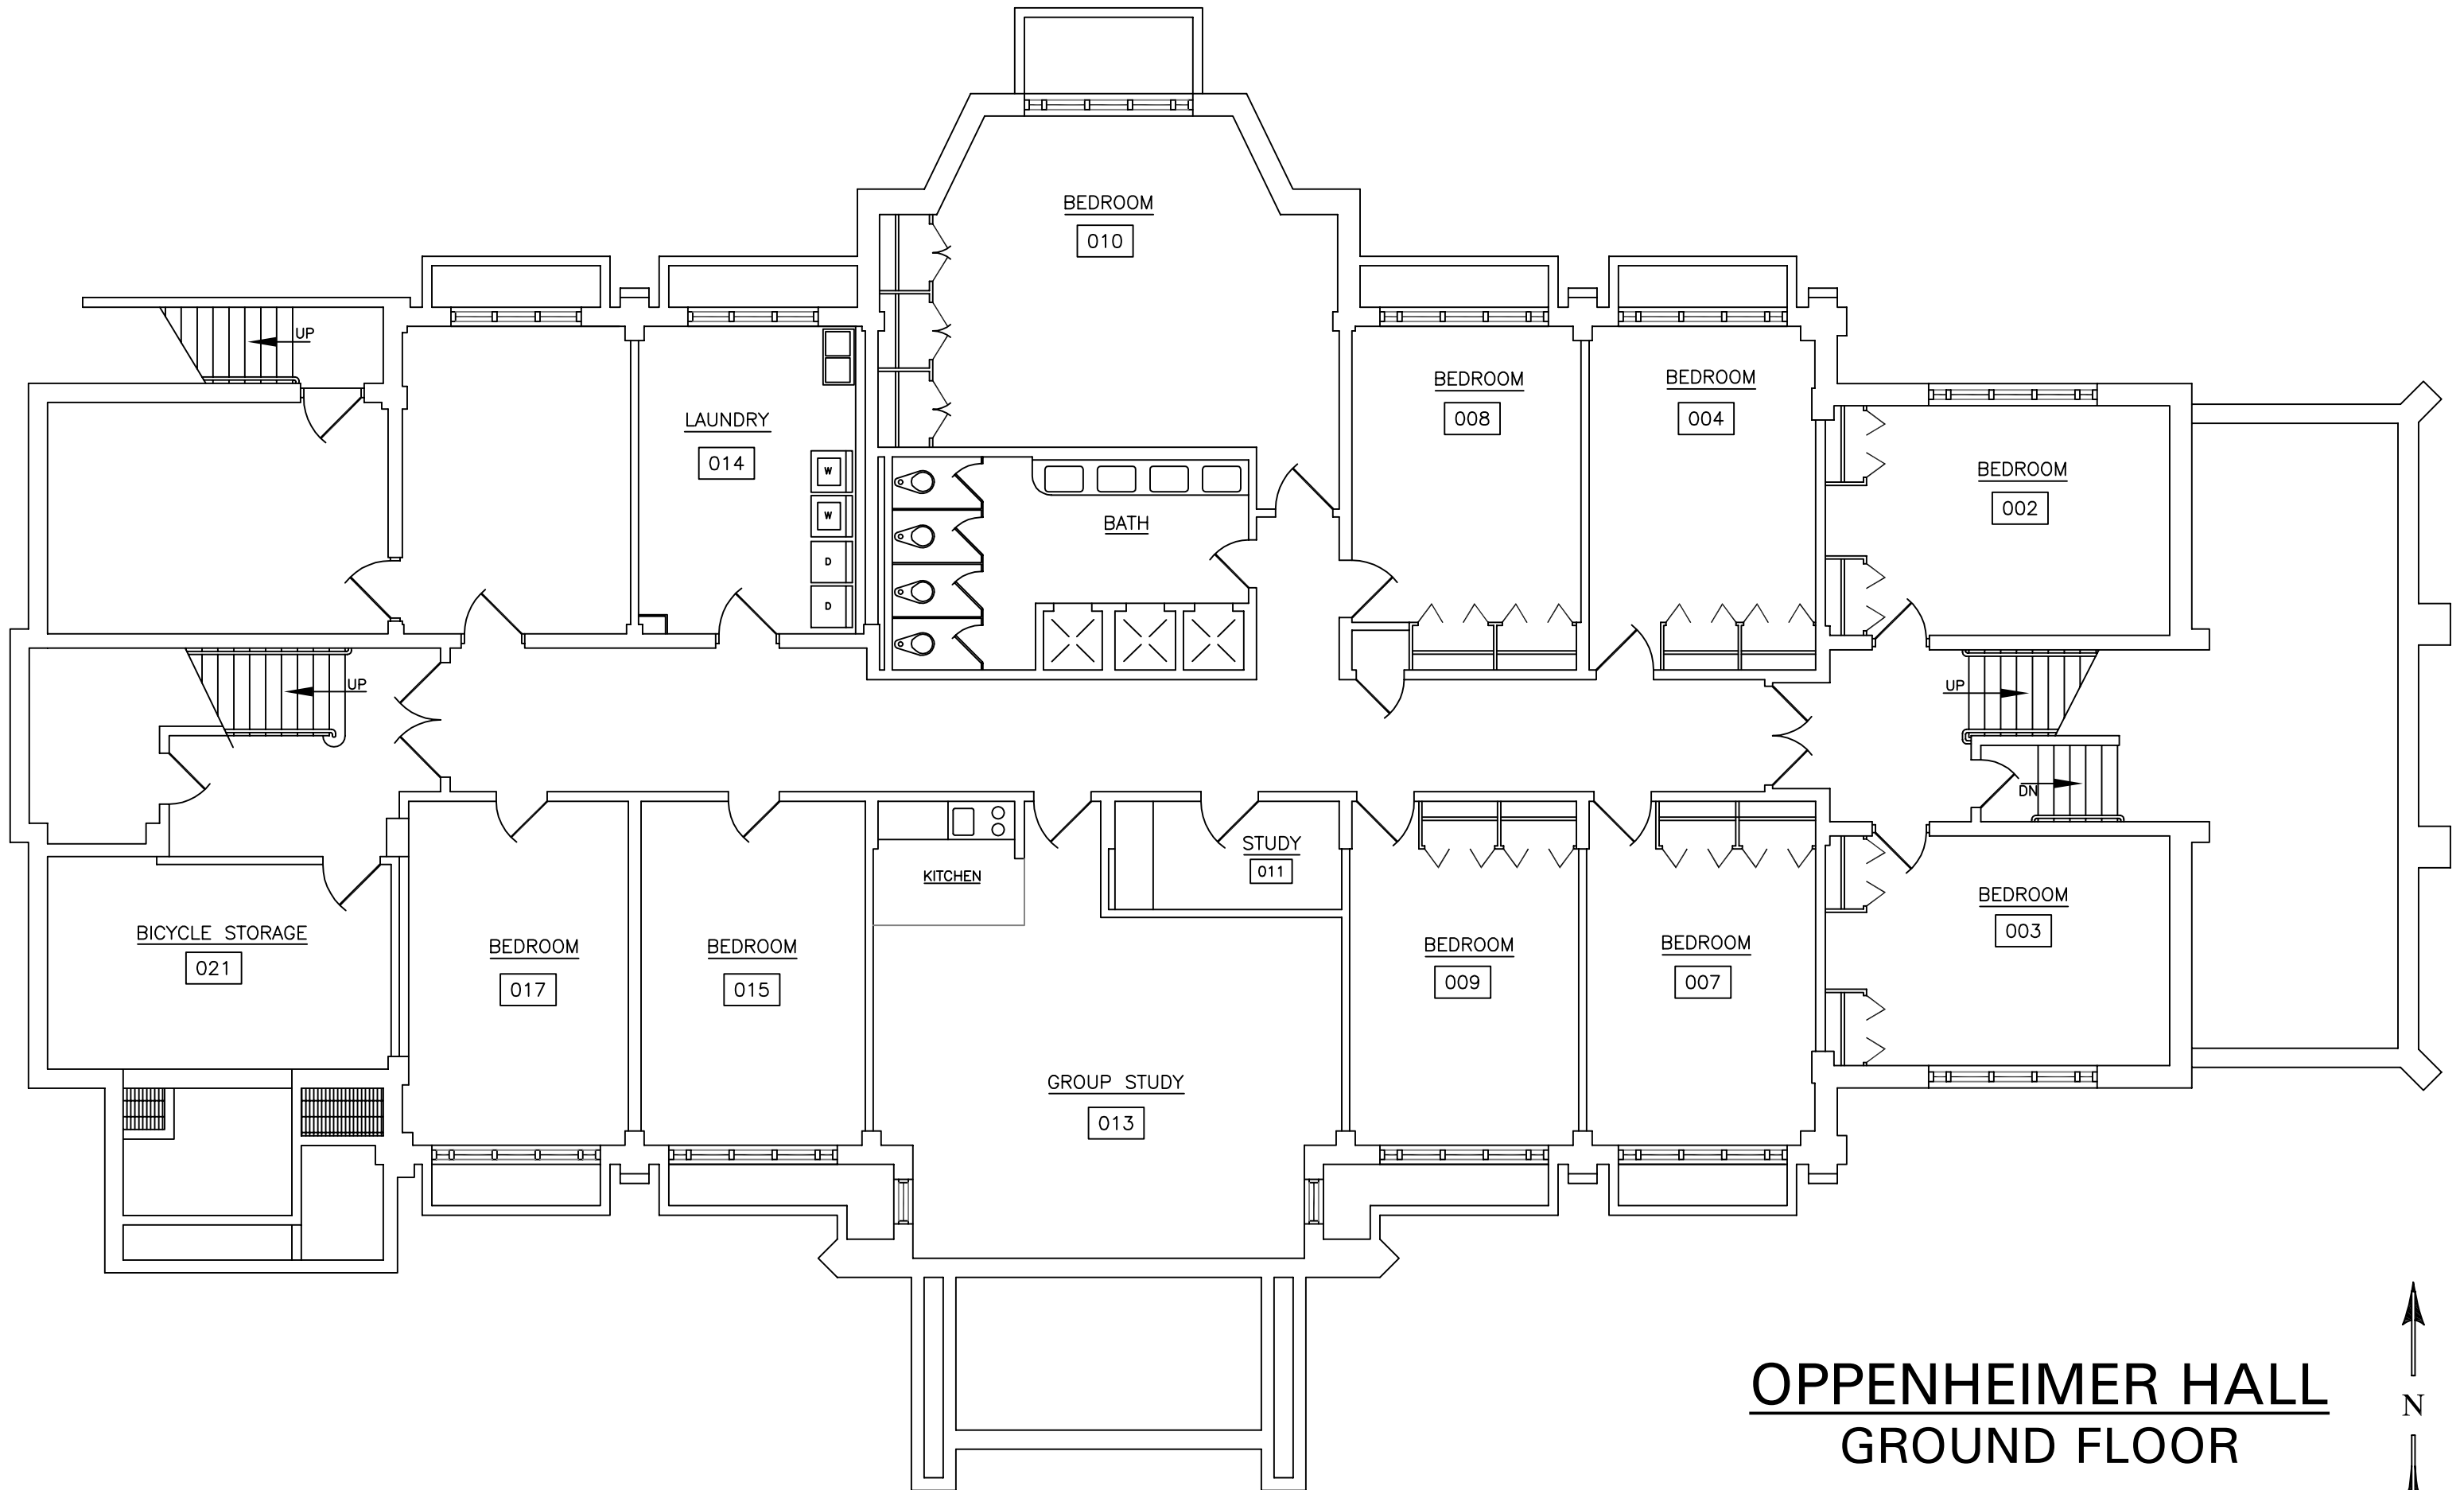 BEDROOM
010
UP
BEDROOM
008
BEDROOM
004
LAUNDRY
014
BEDROOM
002
W
W
D
D
BATH
UP
UP
DN
STUDY
011
KITCHEN
BEDROOM
003
BICYCLE STORAGE
021
BEDROOM
017
BEDROOM
015
BEDROOM
009
BEDROOM
007
GROUP STUDY
013
OPPENHEIMER HALL
GROUND FLOOR
N